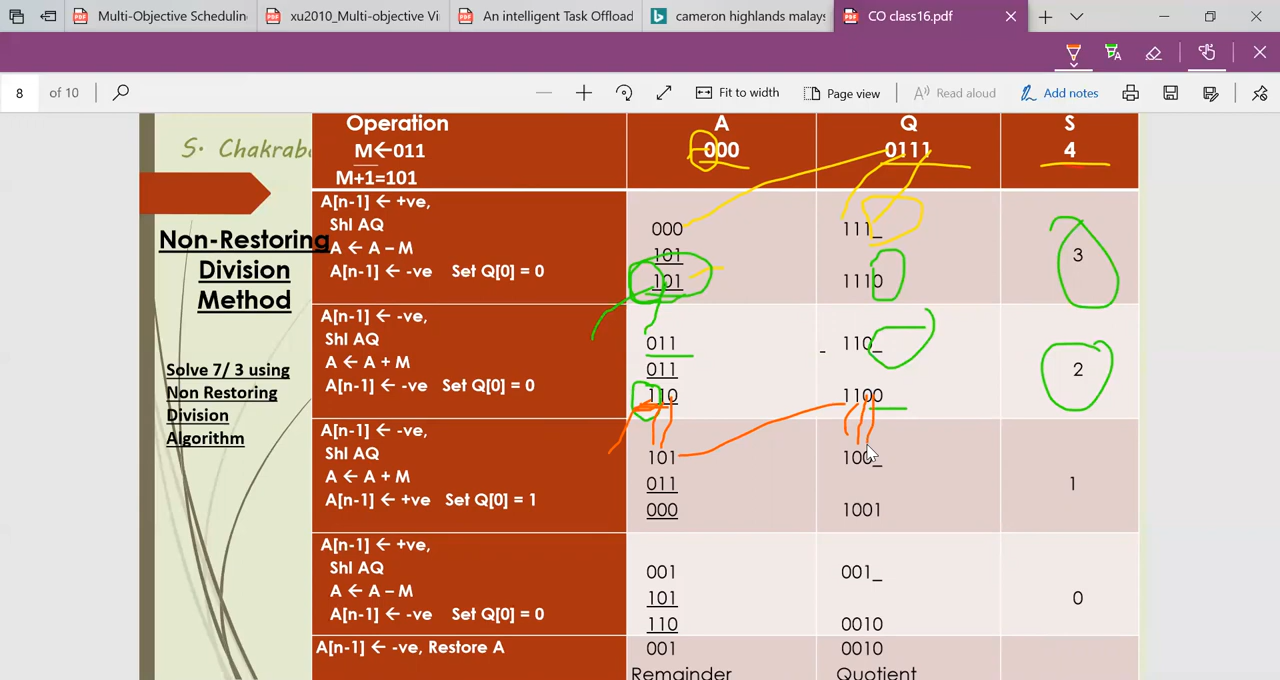 Multi-Objective Schedulin
xu2010_Multi-objective Vi
An intelligent Task Offload
cameron highlands malays
CO class16.pdf
8 of 10
Fit to width
Page view
Read aloud
Add notes
S. Chakrab
Non-Restoring
Division
Method
Solve 7/ 3 using
Non Restoring
Division
Algorithm
Operation A Q S
M←011 000 0111 4
M+1=101
A[n-1] ← +ve,
Shl AQ 000 111_
A ← A – M 101 3
A[n-1] ← -ve Set Q[0] = 0 101 1110
A[n-1] ← -ve,
Shl AQ 011 - 110_
A ← A + M 011 2
A[n-1] ← -ve Set Q[0] = 0 110 1100
A[n-1] ← -ve,
Shl AQ 101 100_
A ← A + M 011 1
A[n-1] ← +ve Set Q[0] = 1 000 1001
A[n-1] ← +ve,
Shl AQ 001 001_
A ← A – M 101 0
A[n-1] ← -ve Set Q[0] = 0 110 0010
A[n-1] ← -ve, Restore A 001 0010
Remainder Quotient